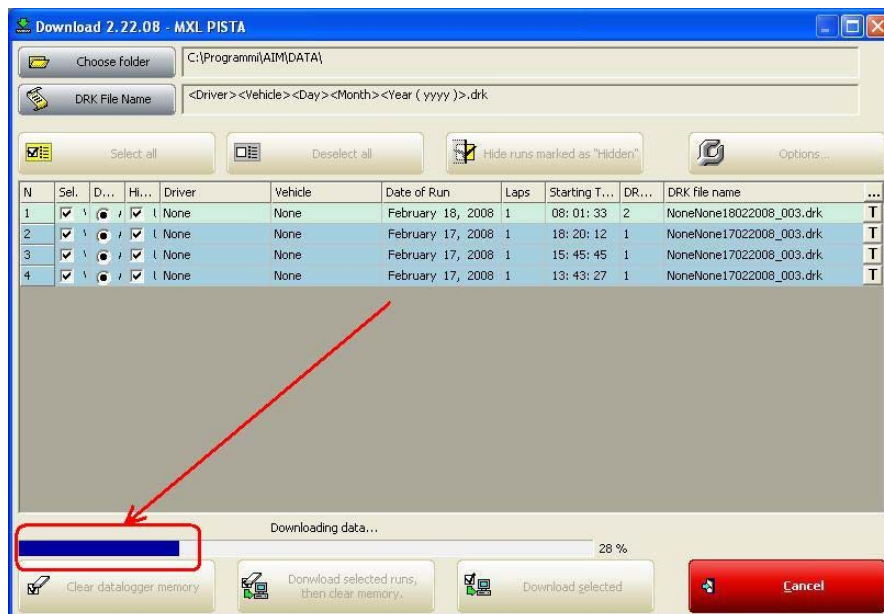 Download 2.22.08 - MXL PISTA
Choose folder
C:\Programmi\AIM\DATA\
DRK File Name
<Driver><Vehicle><Day><Month><Year ( yyyy )>.drk
Select all
Deselect all
Hide runs marked as "Hidden"
Options...
N Sel. D... Hi... Driver Vehicle Date of Run Laps Starting T... DR... DRK file name ...
1 None None February 18, 2008 1 08: 01: 33 2 NoneNone18022008_003.drk T
2 None None February 17, 2008 1 18: 20: 12 1 NoneNone17022008_003.drk T
3 None None February 17, 2008 1 15: 45: 45 1 NoneNone17022008_003.drk T
4 None None February 17, 2008 1 13: 43: 27 1 NoneNone17022008_003.drk T
Downloading data...
28 %
Clear datalogger memory
Donwload selected runs,
then clear memory.
Download selected
Cancel